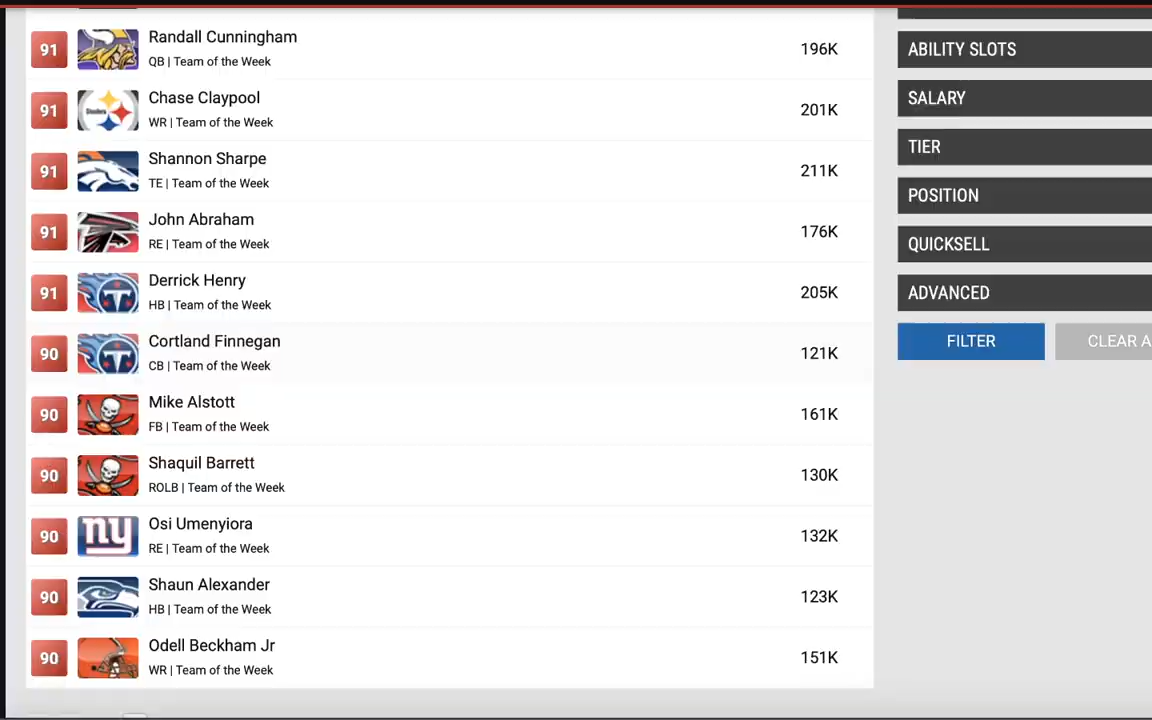 91
Randall Cunningham
QB | Team of the Week
196K
91
Steelers
Chase Claypool
WR | Team of the Week
201K
91
Shannon Sharpe
TE | Team of the Week
211K
91
John Abraham
RE | Team of the Week
176K
91
T
Derrick Henry
HB | Team of the Week
205K
90
T
Cortland Finnegan
CB | Team of the Week
121K
90
Mike Alstott
FB | Team of the Week
161K
90
Shaquil Barrett
ROLB | Team of the Week
130K
90
ny
Osi Umenyiora
RE | Team of the Week
132K
90
Shaun Alexander
HB | Team of the Week
123K
90
Odell Beckham Jr
WR | Team of the Week
151K
ABILITY SLOTS
SALARY
TIER
POSITION
QUICKSELL
ADVANCED
FILTER
CLEAR A